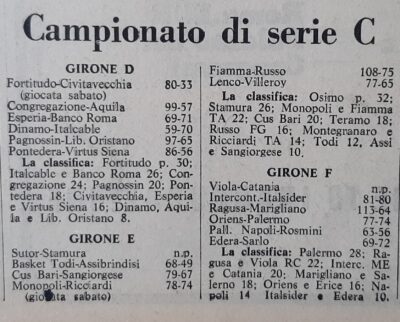 Campionato di serie C
GIRONE D
Fortitudo-Civitavecchia 80-33
(giocata sabato)
Congregazione-Aquila 99-57
Esperia-Banco Roma 69-71
Dinamo-Italcable 59-70
Pagnossin-Lib. Oristano 97-65
Pontedera-Virtus Siena 86-56
La classifica: Fortitudo p. 30;
Italcable e Banco Roma 26; Con-
gregazione 24; Pagnossin 20; Pon-
tedera 18; Civitavecchia, Esperia
e Virtus Siena 16; Dinamo, Aqui-
la e Lib. Oristano 8.
GIRONE E
Sutor-Stamura n.p.
Basket Todi-Assibrindisi 68-49
Cus Bari-Sangiorgese 79-67
Monopoli-Ricciardi 78-74
(giocata sabato)
Fiamma-Russo 108-75
Lenco-Villeroy 77-65
La classifica: Osimo p. 32;
Stamura 26; Monopoli e Fiamma
TA 22; Cus Bari 20; Teramo 18;
Russo FG 16; Montegranaro e
Ricciardi TA 14; Todi 12, Assi
e Sangiorgese 10.
GIRONE F
Viola-Catania n.p.
Intercont.-Italsider 81-80
Ragusa-Marigliano 113-64
Oriens-Palermo 77-74
Pall. Napoli-Rosmini 63-56
Edera-Sarlo 69-72
La classifica: Palermo 28; Ra-
gusa e Viola RC 22; Interc. ME
e Catania 20; Marigliano e Sa-
lerno 18; Oriens e Erice 16; Na-
poli 14 Italsider e Edera 10.